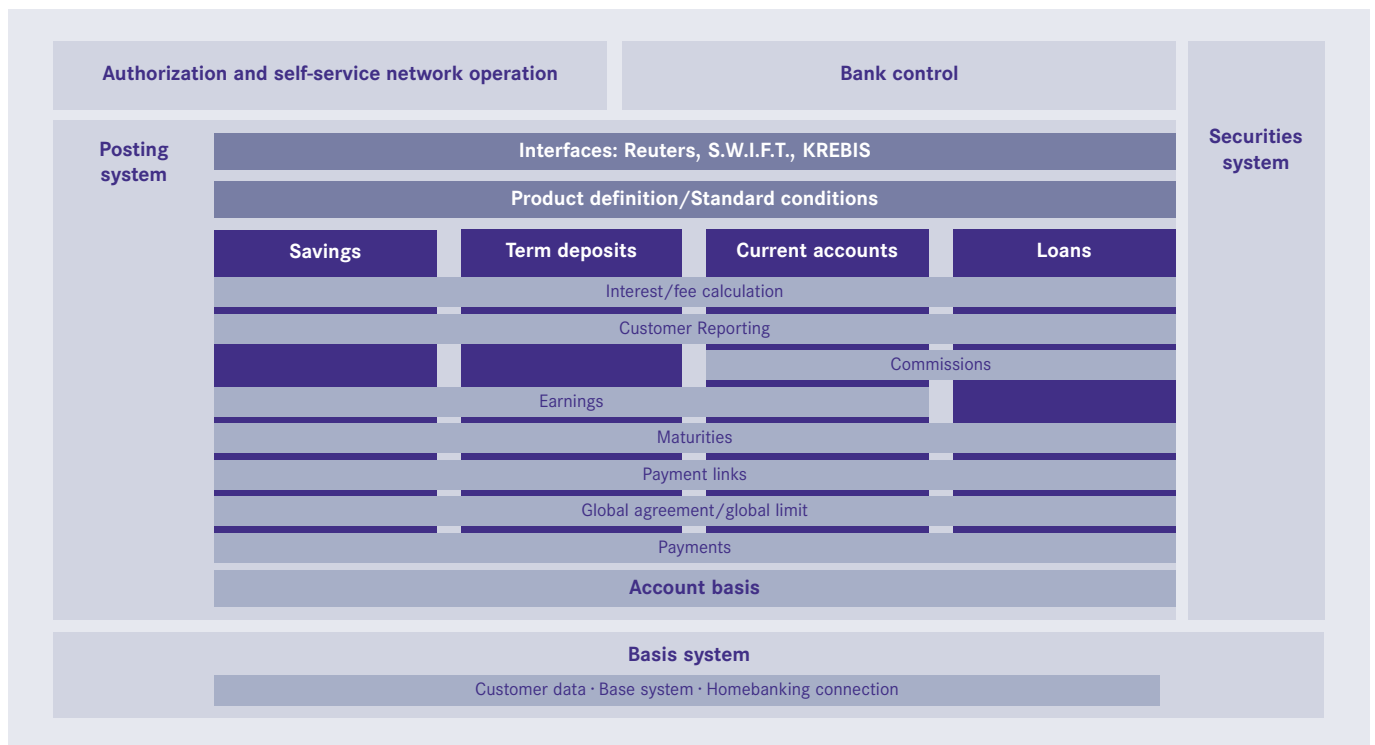 Authorization and self-service network operation
Bank control
Securities
system
Posting
system
Interfaces: Reuters, S.W.I.F.T., KREBIS
Product definition/Standard conditions
Savings
Term deposits
Current accounts
Loans
Interest/fee calculation
Customer Reporting
Commissions
Earnings
Maturities
Payment links
Global agreement/global limit
Payments
Account basis
Basis system
Customer data · Base system · Homebanking connection